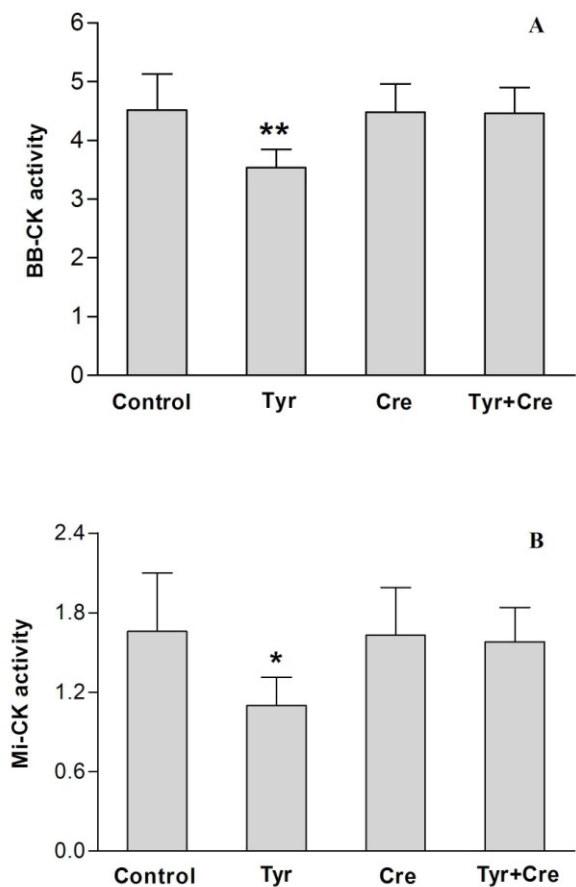 A
6
5
4
3
2
1
0
BB-CK activity
**
Control Tyr Cre Tyr+Cre
B
2.4
1.8
1.2
0.6
0.0
Mi-CK activity
*
Control Tyr Cre Tyr+Cre